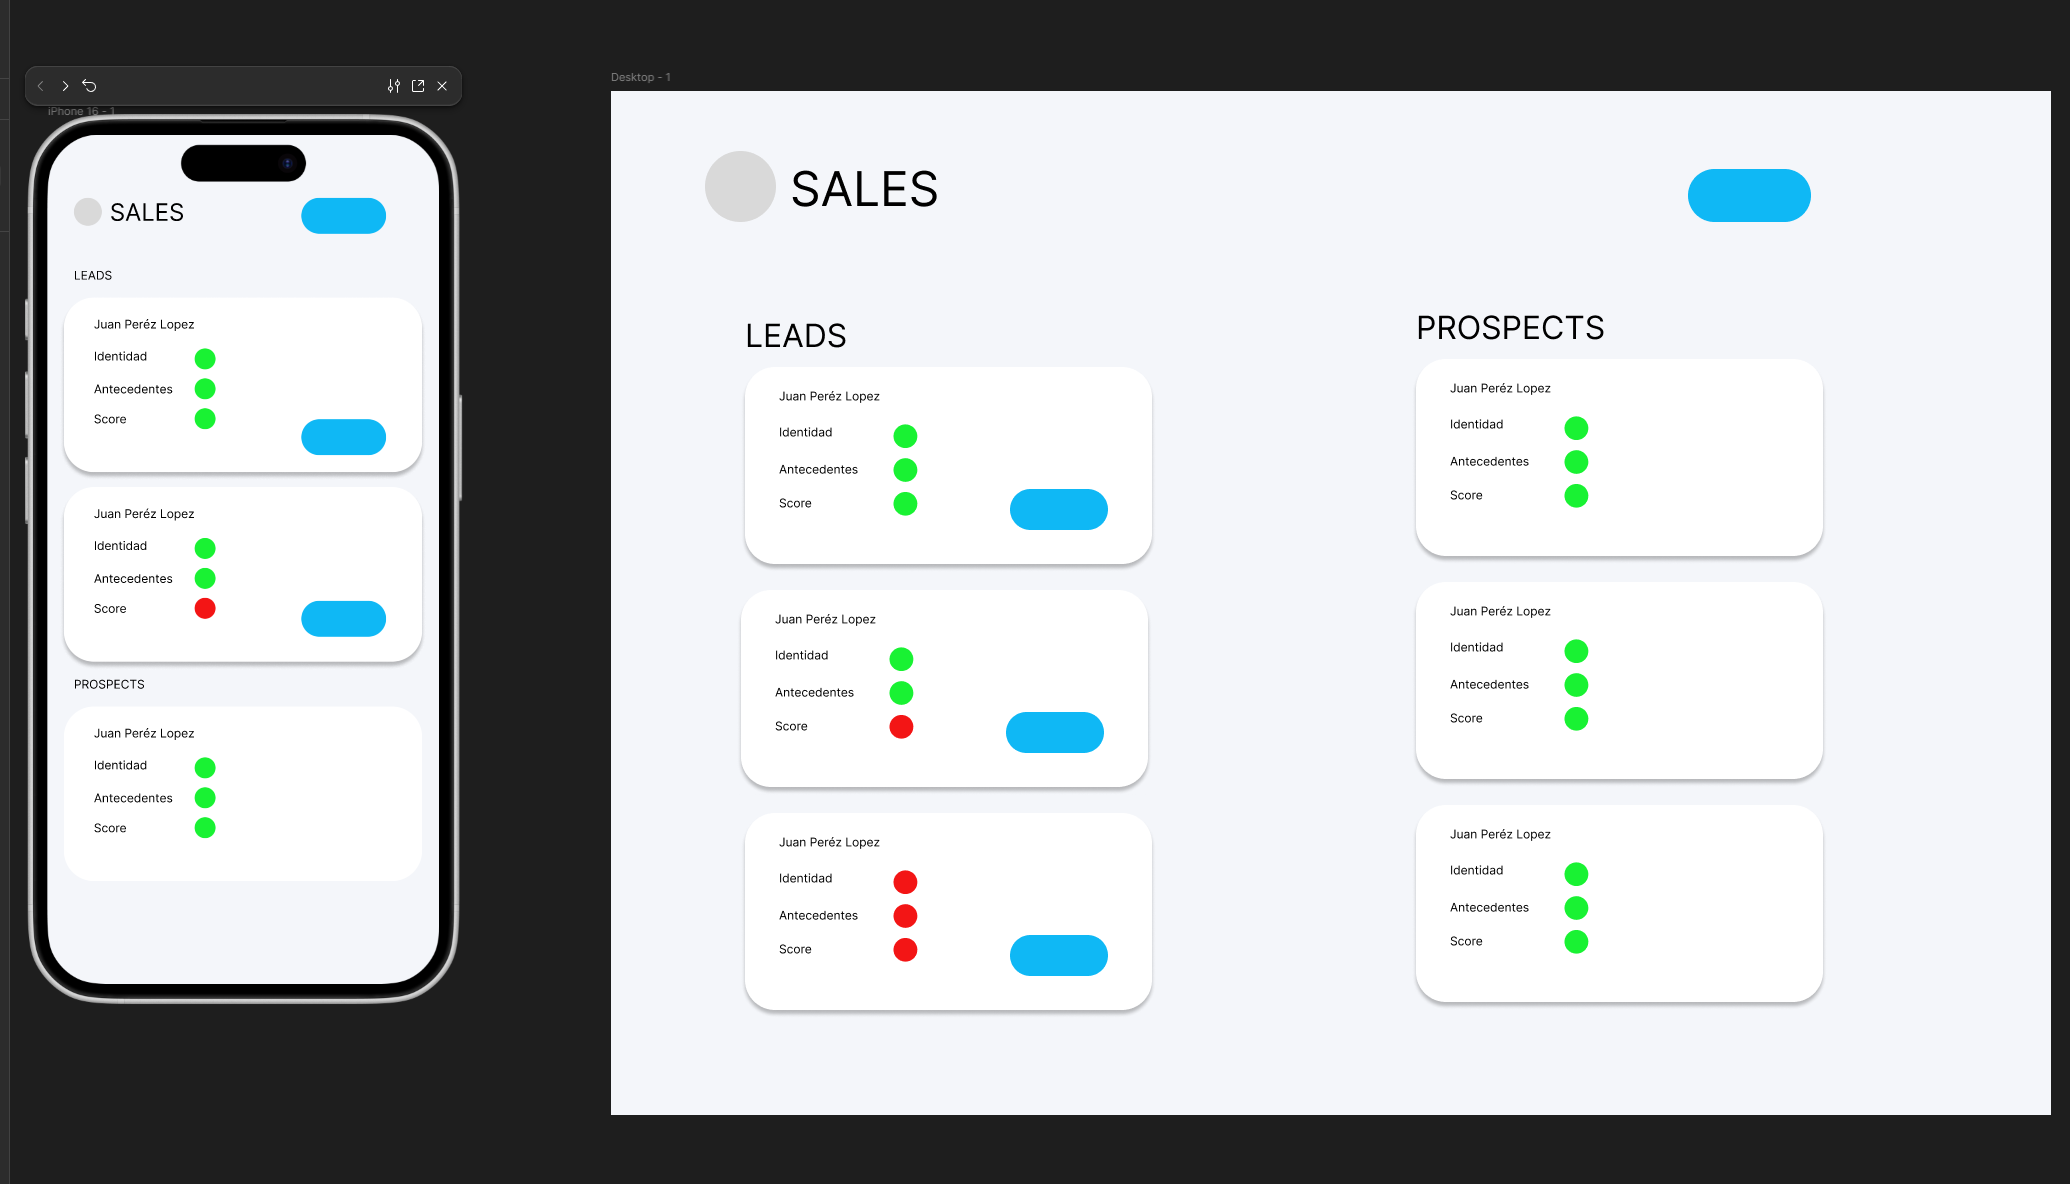 iPhone 16 - 1
SALES
LEADS
Juan Peréz Lopez
Identidad
Antecedentes
Score
Juan Peréz Lopez
Identidad
Antecedentes
Score
PROSPECTS
Juan Peréz Lopez
Identidad
Antecedentes
Score
Desktop - 1
SALES
LEADS
Juan Peréz Lopez
Identidad
Antecedentes
Score
Juan Peréz Lopez
Identidad
Antecedentes
Score
Juan Peréz Lopez
Identidad
Antecedentes
Score
PROSPECTS
Juan Peréz Lopez
Identidad
Antecedentes
Score
Juan Peréz Lopez
Identidad
Antecedentes
Score
Juan Peréz Lopez
Identidad
Antecedentes
Score